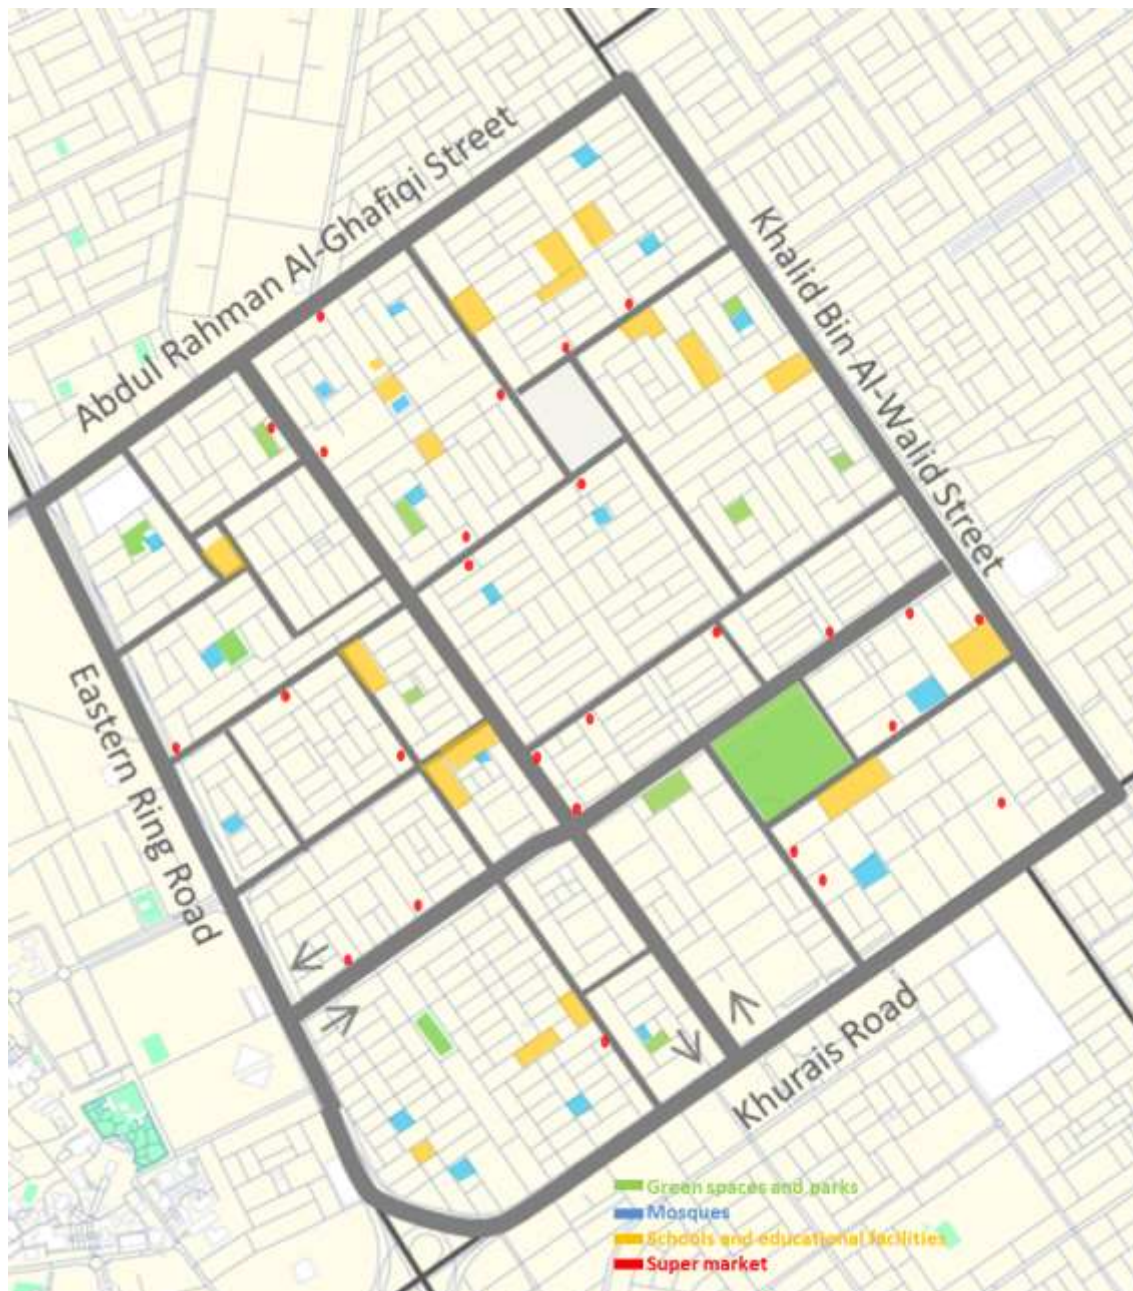 Abdul Rahman Al-Ghafiqi Street
Khalid Bin Al-Walid Street
Eastern Ring Road
Khurais Road
Green spaces and parks
Mosques
Schools and educational facilities
Super market